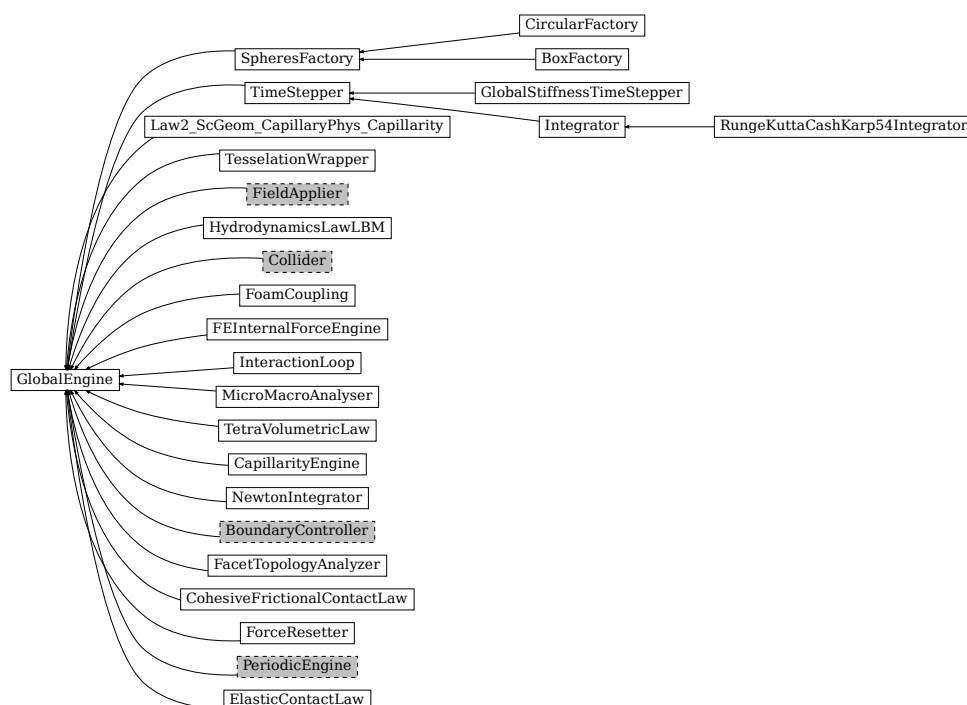 CircularFactory
SpheresFactory
BoxFactory
TimeStepper
GlobalStiffnessTimeStepper
Law2_ScGeom_CapillaryPhys_Capillarity
Integrator
RungeKuttaCashKarp54Integrator
TesselationWrapper
FieldApplier
HydrodynamicsLawLBM
Collider
FoamCoupling
FEInternalForceEngine
InteractionLoop
GlobalEngine
MicroMacroAnalyser
TetraVolumetricLaw
CapillarityEngine
NewtonIntegrator
BoundaryController
FacetTopologyAnalyzer
CohesiveFrictionalContactLaw
ForceResetter
PeriodicEngine
ElasticContactLaw